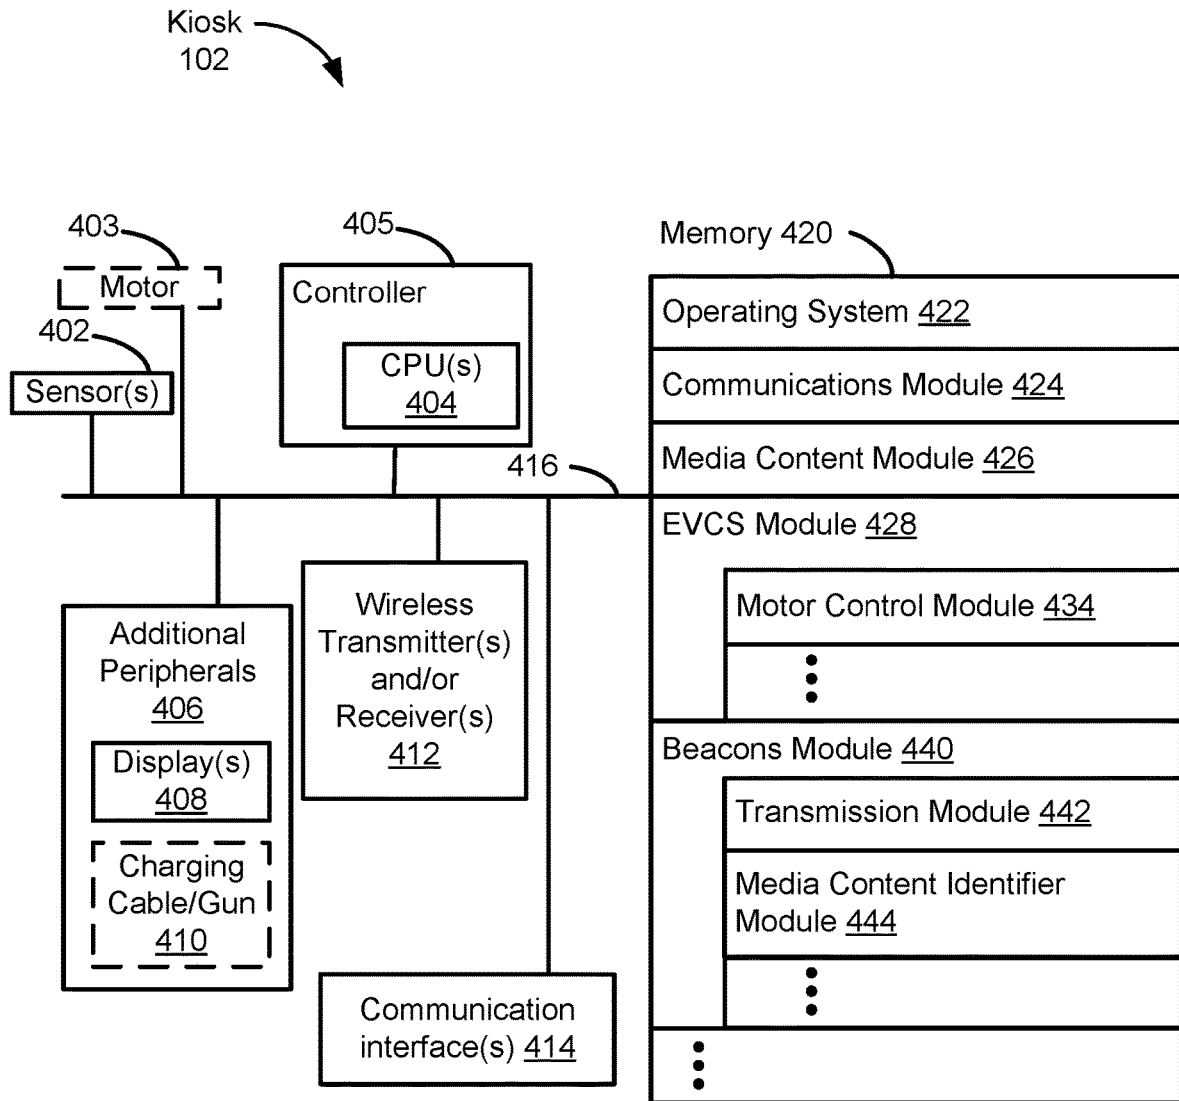 Kiosk
102
403
405
Memory 420
Motor
Controller
Operating System 422
402
CPU(s)
404
Communications Module 424
Sensor(s)
416
Media Content Module 426
EVCS Module 428
Motor Control Module 434
Additional
Peripherals
406
Display(s)
408
Charging
Cable/Gun
410
Wireless
Transmitter(s)
and/or
Receiver(s)
412
Communication
interface(s) 414
Beacons Module 440
Transmission Module 442
Media Content Identifier
Module 444